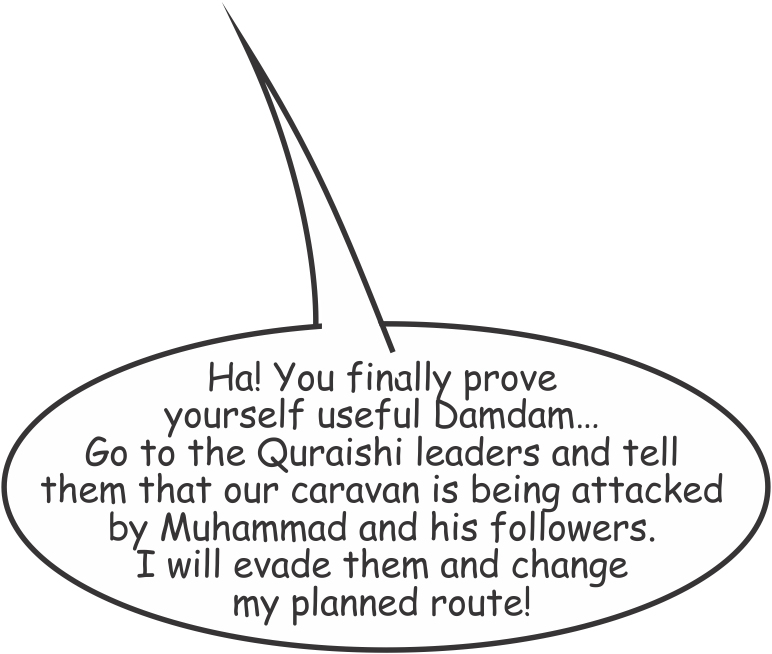 Ha! You finally prove
yourself useful Damdam...
Go to the Quraishi leaders and tell
them that our caravan is being attacked
by Muhammad and his followers.
I will evade them and change
my planned route!